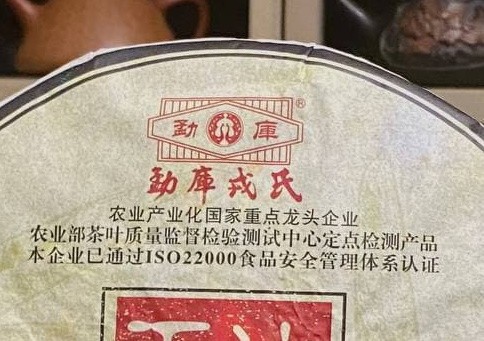 勐 庫 ®
勐庫戎氏
农业产业化国家重点龙头企业
农业部茶叶质量监督检验测试中心定点检测产品
本企业已通过ISO22000食品安全管理体系认证